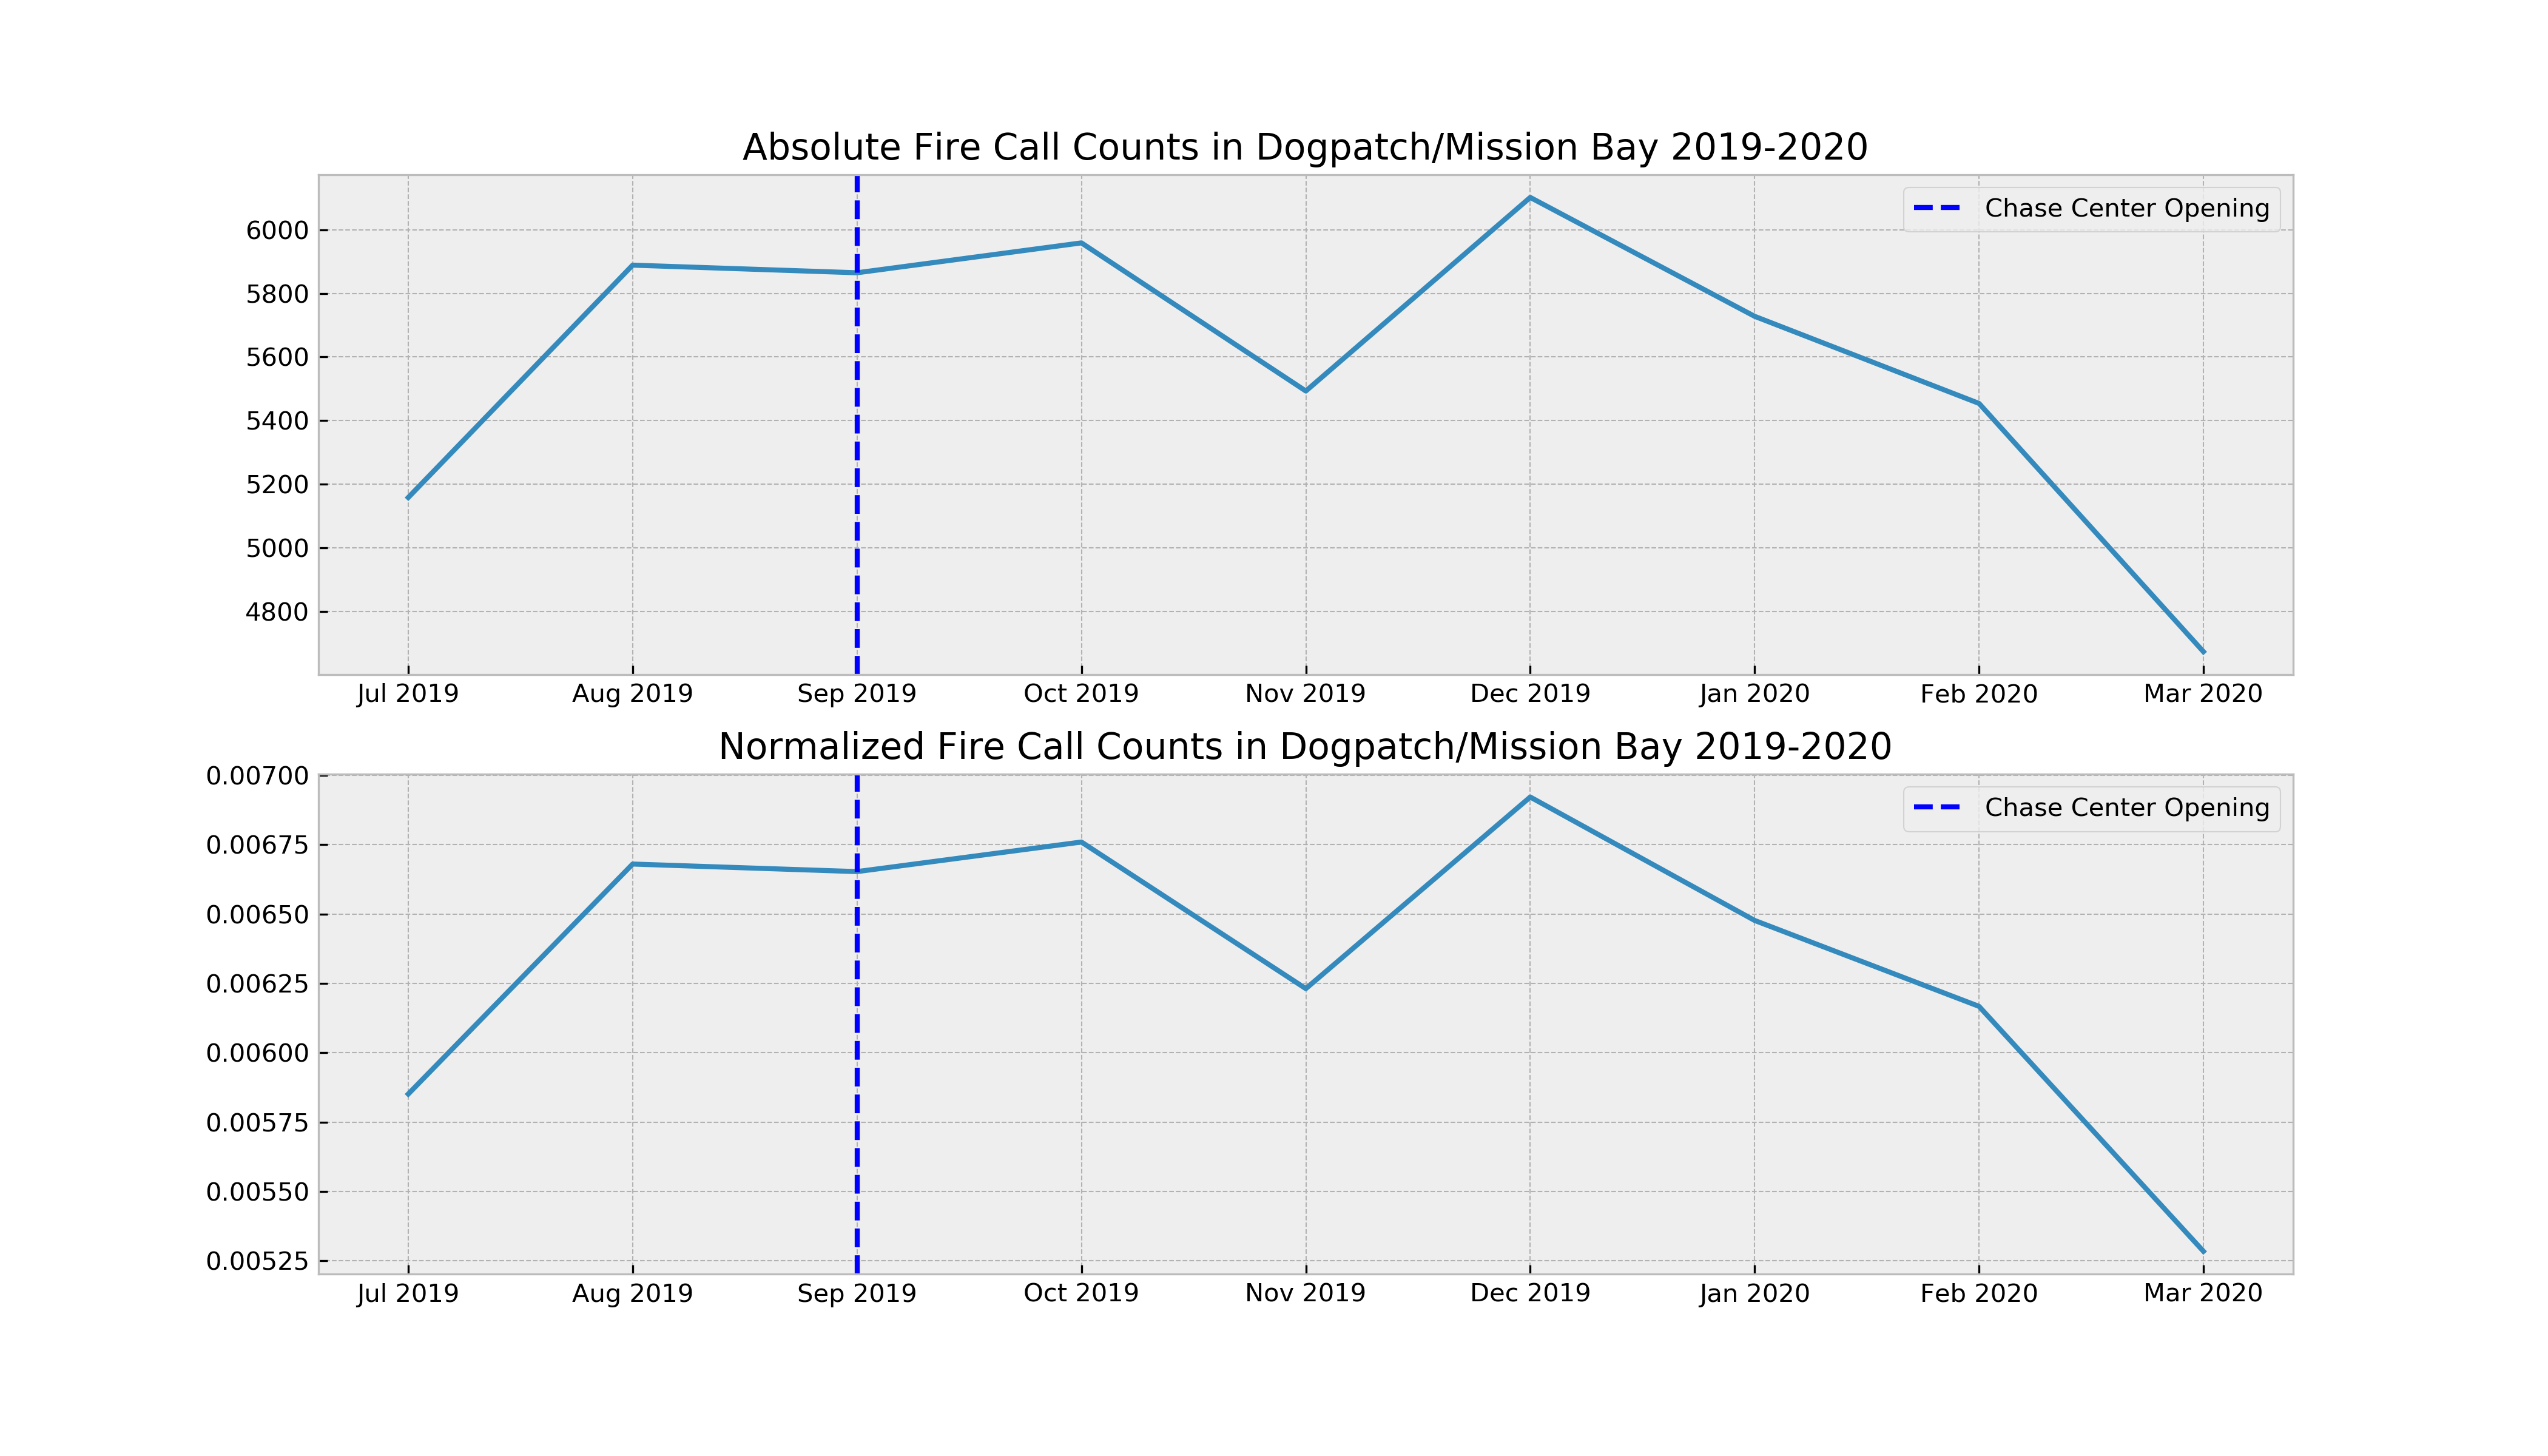 Absolute Fire Call Counts in Dogpatch/Mission Bay 2019-2020
Chase Center Opening
6000
5800
5600
5400
5200
5000
4800
Jul 2019 Aug 2019 Sep 2019 Oct 2019 Nov 2019 Dec 2019 Jan 2020 Feb 2020 Mar 2020
Normalized Fire Call Counts in Dogpatch/Mission Bay 2019-2020
0.00700
Chase Center Opening
0.00675
0.00650
0.00625
0.00600
0.00575
0.00550
0.00525
Jul 2019 Aug 2019 Sep 2019 Oct 2019 Nov 2019 Dec 2019 Jan 2020 Feb 2020 Mar 2020